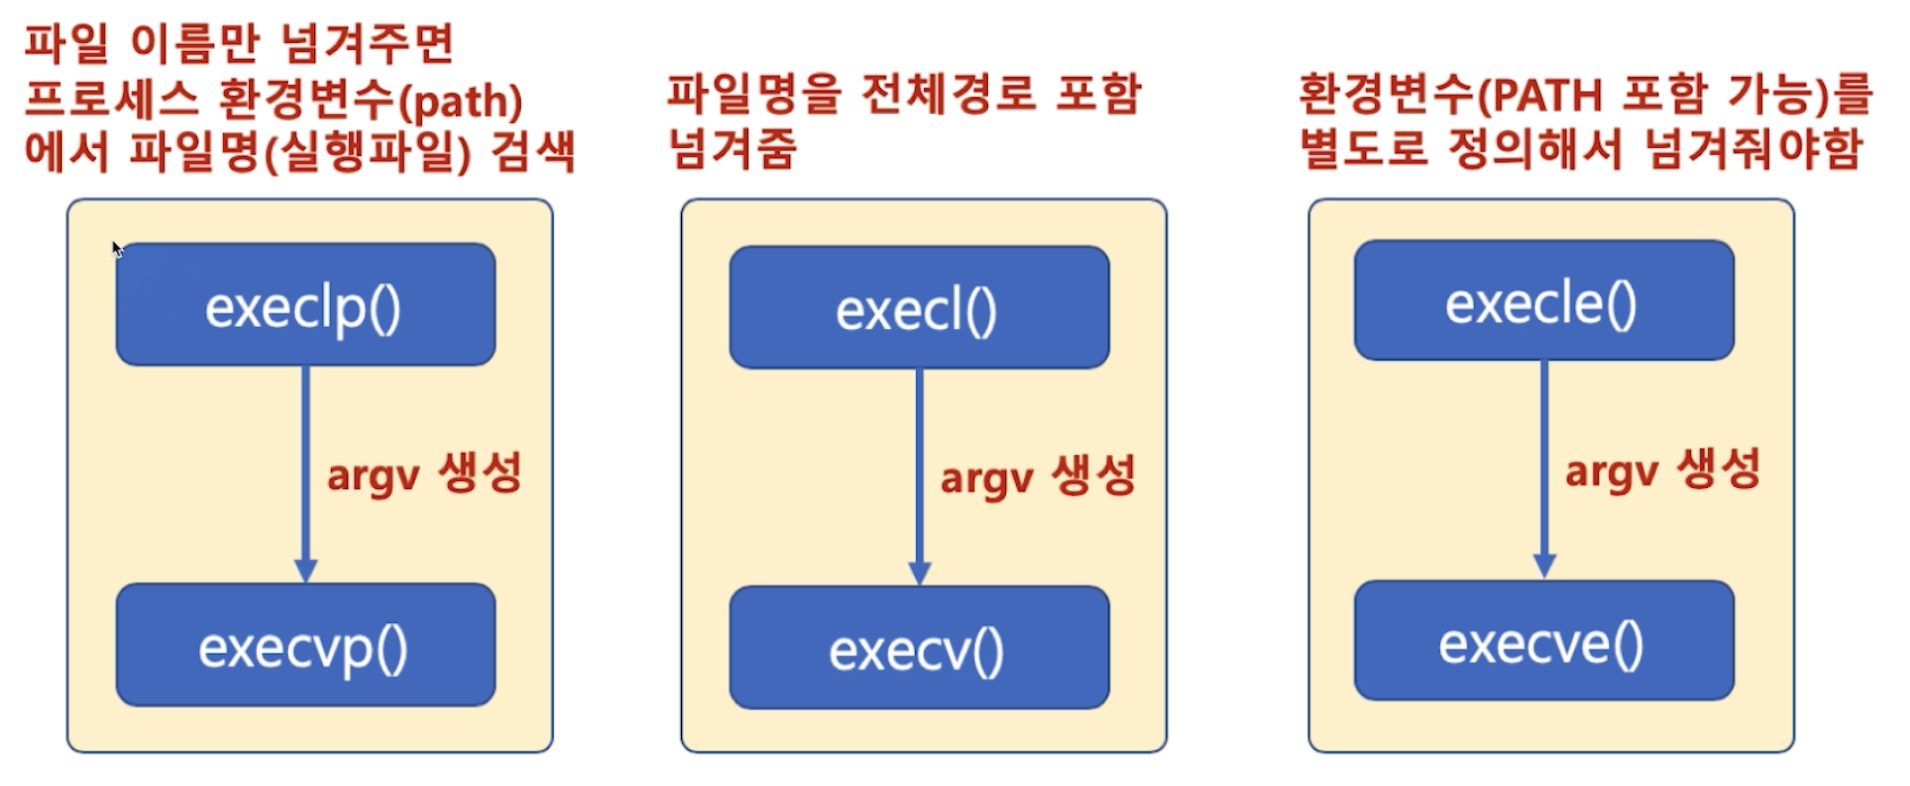 파일 이름만 넘겨주면
프로세스 환경변수(path)
에서 파일명(실행파일) 검색
execlp()
argv 생성
execvp()
파일명을 전체경로 포함
넘겨줌
execl()
argv 생성
execv()
환경변수(PATH 포함 가능)를
별도로 정의해서 넘겨줘야함
execle()
argv 생성
execve()